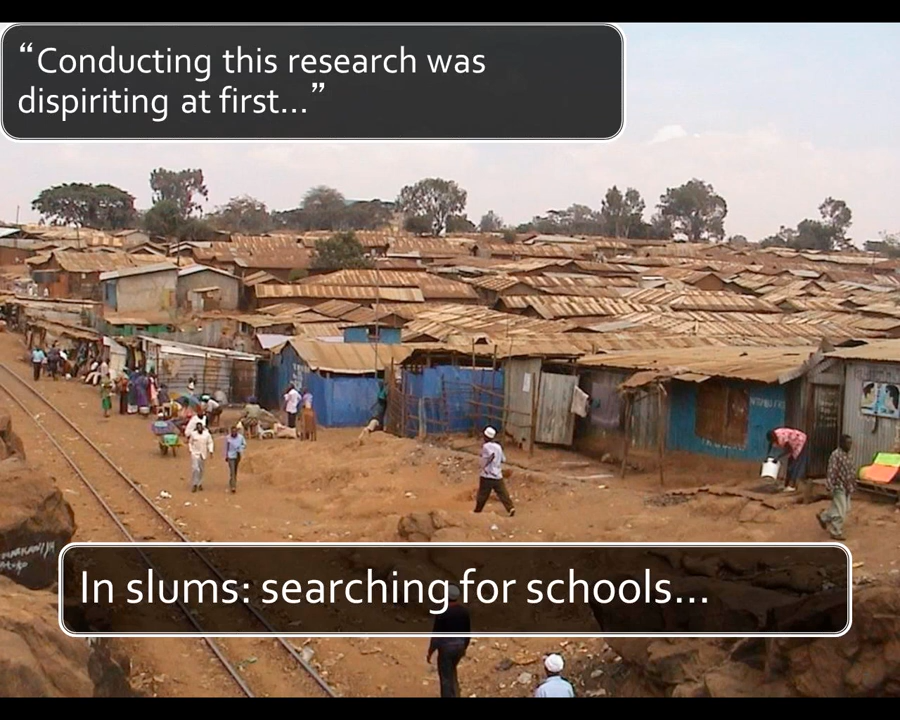 “Conducting this research was
dispiriting at first…”
In slums: searching for schools…